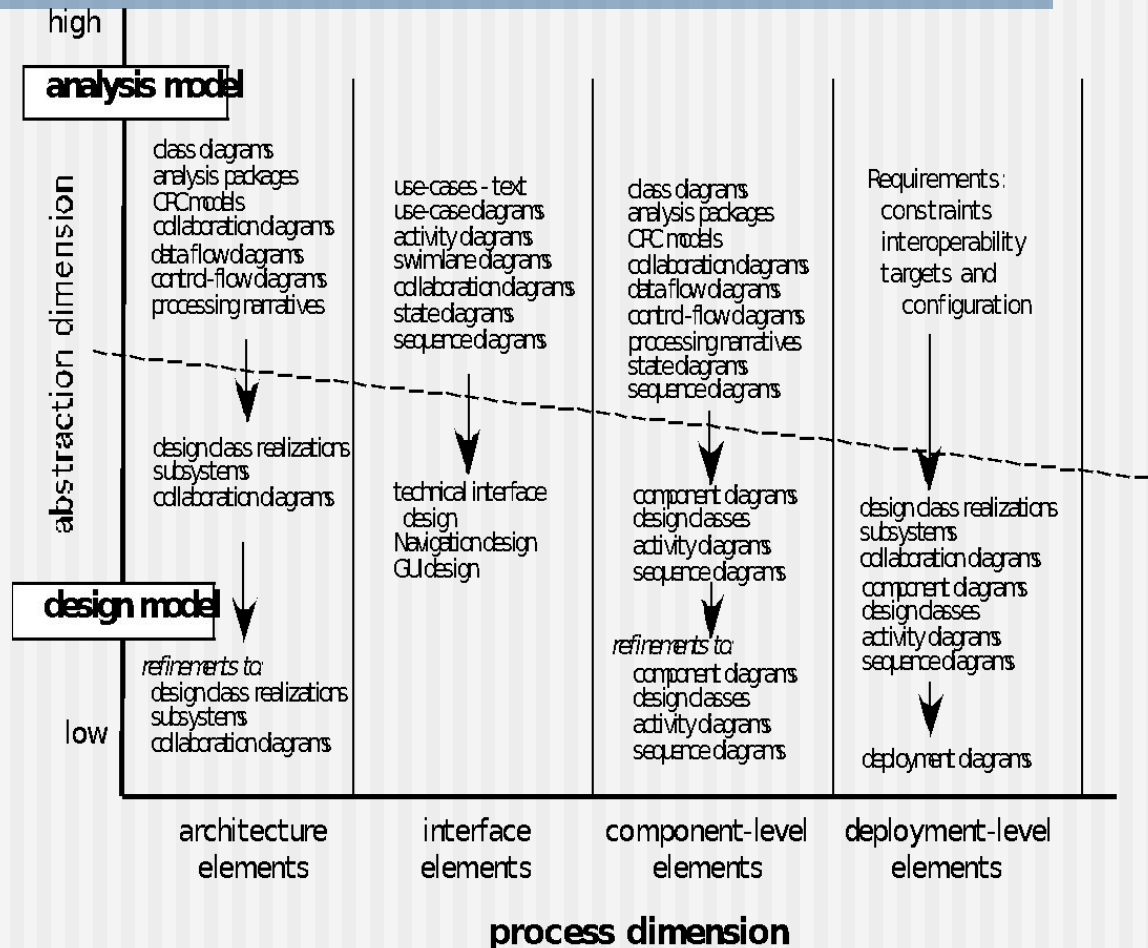 high
analysis model
abstraction dimension
class diagrams
analysis packages
CRC models
collaboration diagrams
data flow diagrams
control-flow diagrams
processing narratives
design class realizations
subsystems
collaboration diagrams
design model
refinements to:
design class realizations
subsystems
collaboration diagrams
low
use-cases - text
use-case diagrams
activity diagrams
swimlane diagrams
collaboration diagrams
state diagrams
sequence diagrams
technical interface
design
Navigation design
GUI design
class diagrams
analysis packages
CRC models
collaboration diagrams
data flow diagrams
control-flow diagrams
processing narratives
state diagrams
sequence diagrams
component diagrams
design classes
activity diagrams
sequence diagrams
refinements to:
component diagrams
design classes
activity diagrams
sequence diagrams
Requirements:
constraints
interoperability
targets and
configuration
design class realizations
subsystems
collaboration diagrams
component diagrams
design classes
activity diagrams
sequence diagrams
deployment diagrams
architecture
elements
interface
elements
component-level
elements
deployment-level
elements
process dimension